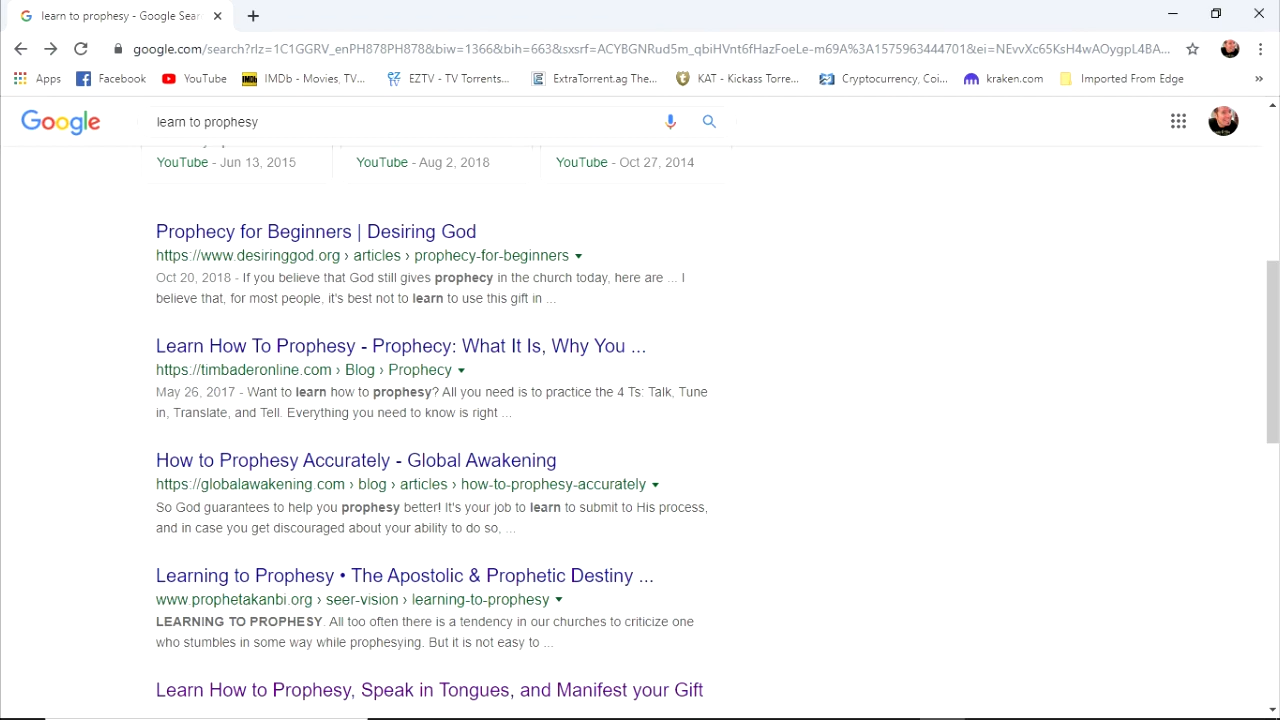 learn to prophesy - Google Sear
google.com/search?rlz=1C1GGRV_enPH878PH878&biw=1366&bih=663&sxsrf=ACYBGNRud5m_qbiHVnt6fHazFoeLe-m69A%3A1575963444701&ei=NEvvXc65KsH4wAOygpL4BA...
Apps Facebook YouTube IMDb - Movies, TV... EZTV - TV Torrents... ExtraTorrent.ag The... KAT - Kickass Torre... Cryptocurrency, Coi... kraken.com Imported From Edge »
Google learn to prophesy
YouTube - Jun 13, 2015 YouTube - Aug 2, 2018 YouTube - Oct 27, 2014
Prophecy for Beginners | Desiring God
https://www.desiringgod.org › articles › prophecy-for-beginners
Oct 20, 2018 - If you believe that God still gives prophecy in the church today, here are ... I
believe that, for most people, it's best not to learn to use this gift in ...
Learn How To Prophesy - Prophecy: What It Is, Why You ...
https://timbaderonline.com › Blog › Prophecy
May 26, 2017 - Want to learn how to prophesy? All you need is to practice the 4 Ts: Talk, Tune
in, Translate, and Tell. Everything you need to know is right ...
How to Prophesy Accurately - Global Awakening
https://globalawakening.com › blog › articles › how-to-prophesy-accurately
So God guarantees to help you prophesy better! It's your job to learn to submit to His process,
and in case you get discouraged about your ability to do so, ...
Learning to Prophesy • The Apostolic & Prophetic Destiny ...
www.prophetakanbi.org › seer-vision › learning-to-prophesy
LEARNING TO PROPHESY. All too often there is a tendency in our churches to criticize one
who stumbles in some way while prophesying. But it is not easy to ...
Learn How to Prophesy, Speak in Tongues, and Manifest your Gift